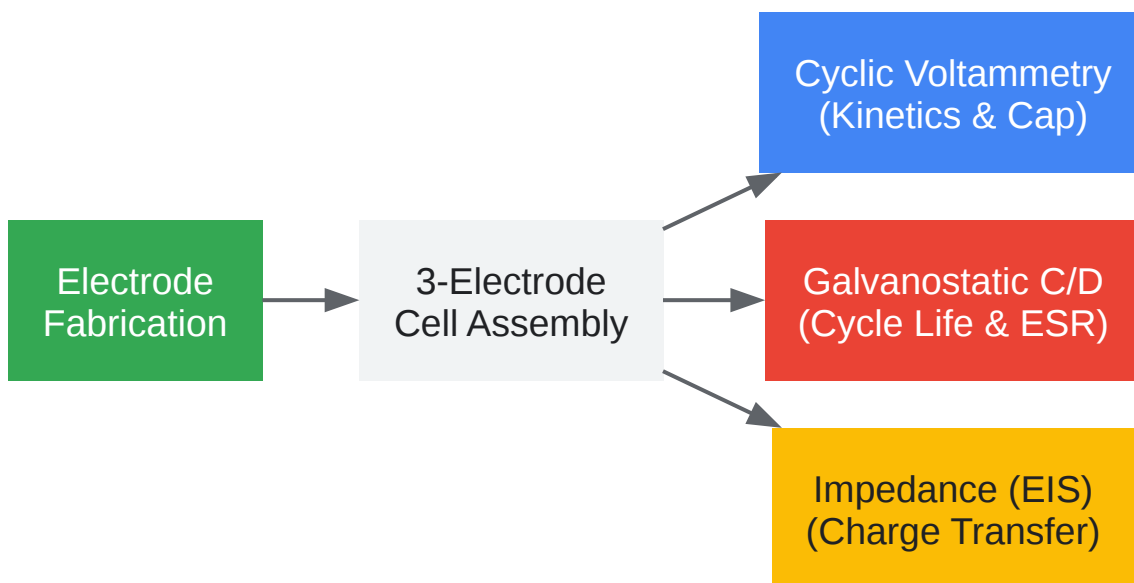 Electrode
Fabrication
3-Electrode
Cell Assembly
Cyclic Voltammetry
(Kinetics & Cap)
Galvanostatic C/D
(Cycle Life & ESR)
Impedance (EIS)
(Charge Transfer)